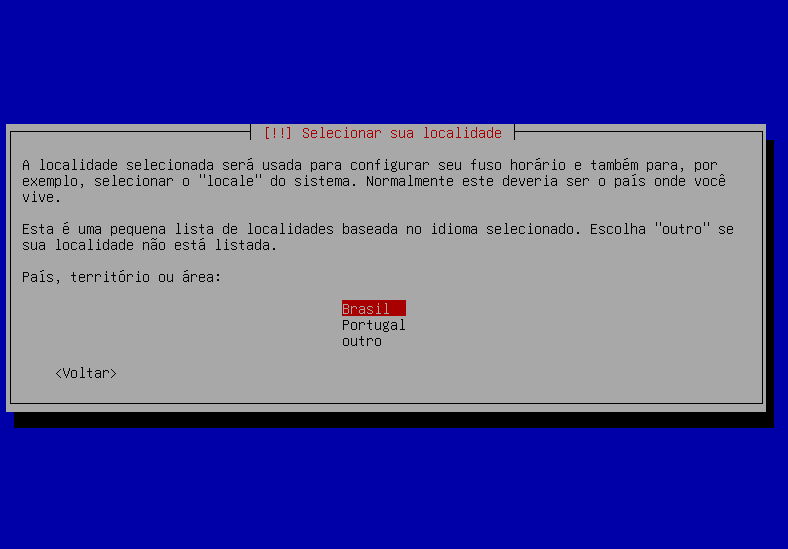 [!!] Selecionar sua localidade
A localidade selecionada será usada para configurar seu fuso horário e também para, por
exemplo, selecionar o "locale" do sistema. Normalmente este deveria ser o país onde você
vive.
Esta é uma pequena lista de localidades baseada no idioma selecionado. Escolha "outro" se
sua localidade não está listada.
País, território ou área:
Brasil
Portugal
outro
<Voltar>